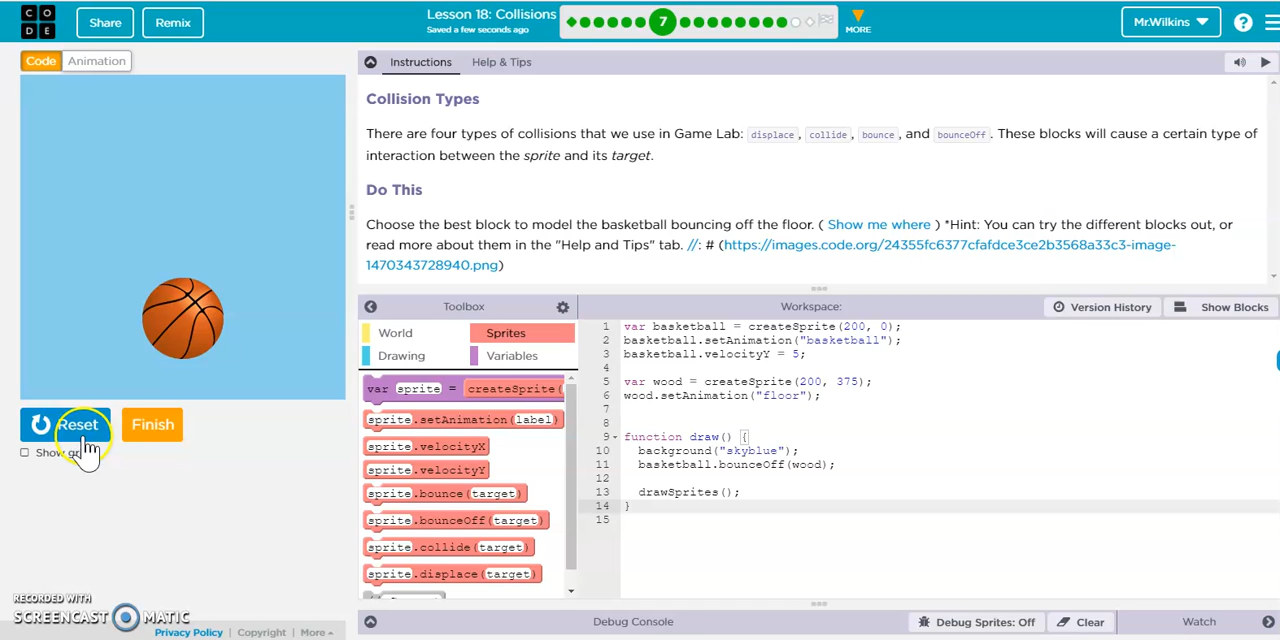 C O
D E
Share
Remix
Lesson 18: Collisions
Saved a few seconds ago
7
MORE
Mr.Wilkins
?
Code
Animation
Instructions
Help & Tips
Collision Types
There are four types of collisions that we use in Game Lab: displace, collide, bounce, and bounceOff. These blocks will cause a certain type of
interaction between the sprite and its target.
Do This
Choose the best block to model the basketball bouncing off the floor. ( Show me where ) *Hint: You can try the different blocks out, or
read more about them in the "Help and Tips" tab. //: # (https://images.code.org/24355fc6377cfafdce3ce2b3568a33c3-image-
1470343728940.png)
Toolbox
Workspace:
Version History
Show Blocks
World
Sprites
Drawing
Variables
var sprite = createSprite(
sprite.setAnimation(label)
sprite.velocityX
sprite.velocityY
sprite.bounce(target)
sprite.bounceOff(target)
sprite.collide(target)
sprite.displace(target)
1 var basketball = createSprite(200, 0);
2 basketball.setAnimation("basketball");
3 basketball.velocityY = 5;
4
5 var wood = createSprite(200, 375);
6 wood.setAnimation("floor");
7
8
9 function draw() {
10 background("skyblue");
11 basketball.bounceOff(wood);
12
13 drawSprites();
14 }
15
Reset
Finish
Show
Debug Console
Debug Sprites: Off
Clear
Watch
RECORDED WITH
SCREENCAST MATIC
Privacy Policy | Copyright | More